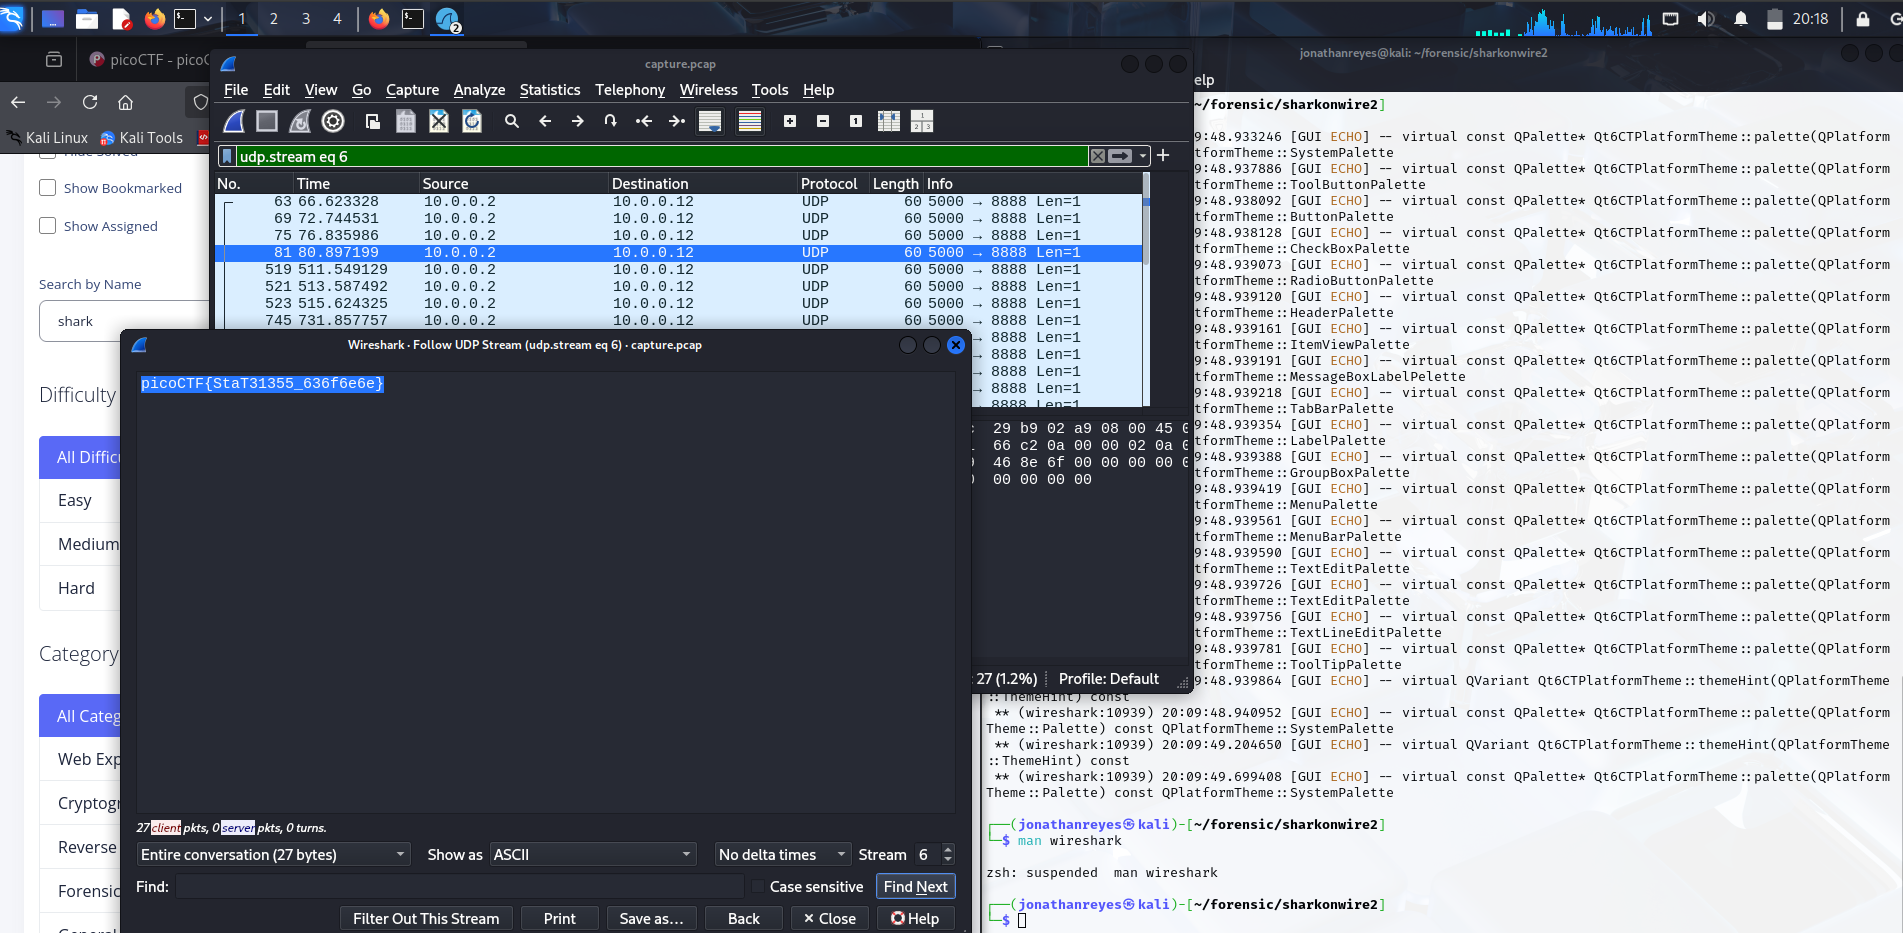 1 2 3 4
2
20:18
picoCTF - picoC
Kali Linux
Kali Tools
Hide Solved
Show Bookmarked
Show Assigned
Search by Name
shark
Difficulty
All Difficu
Easy
Medium
Hard
Category
All Categ
Web Exp
Cryptogr
Reverse
Forensic
General
capture.pcap
File Edit View Go Capture Analyze Statistics Telephony Wireless Tools Help
udp.stream eq 6
No. Time Source Destination Protocol Length Info
63 66.623328 10.0.0.2 10.0.0.12 UDP 60 5000 → 8888 Len=1
69 72.744531 10.0.0.2 10.0.0.12 UDP 60 5000 → 8888 Len=1
75 76.835986 10.0.0.2 10.0.0.12 UDP 60 5000 → 8888 Len=1
81 80.897199 10.0.0.2 10.0.0.12 UDP 60 5000 → 8888 Len=1
519 511.549129 10.0.0.2 10.0.0.12 UDP 60 5000 → 8888 Len=1
521 513.587492 10.0.0.2 10.0.0.12 UDP 60 5000 → 8888 Len=1
523 515.624325 10.0.0.2 10.0.0.12 UDP 60 5000 → 8888 Len=1
745 731.857757 10.0.0.2 10.0.0.12 UDP 60 5000 → 8888 Len=1
→ 8888 Len=1
→ 8888 Len=1
→ 8888 Len=1
→ 8888 Len=1
→ 8888 Len=1
29 b9 02 a9 08 00 45 0
66 c2 0a 00 00 02 0a 0
46 8e 6f 00 00 00 00 0
00 00 00 00
27 (1.2%) Profile: Default
Wireshark · Follow UDP Stream (udp.stream eq 6) · capture.pcap
picoCTF{StaT31355_636f6e6e}
27 client pkts, 0 server pkts, 0 turns.
Entire conversation (27 bytes) Show as ASCII No delta times Stream 6
Find: Case sensitive Find Next
Filter Out This Stream Print Save as… Back Close Help
jonathanreyes@kali: ~/forensic/sharkonwire2
elp
~/forensic/sharkonwire2]
9:48.933246 [GUI ECHO] -- virtual const QPalette* Qt6CTPlatformTheme::palette(QPlatform
tformTheme::SystemPalette
9:48.937886 [GUI ECHO] -- virtual const QPalette* Qt6CTPlatformTheme::palette(QPlatform
tformTheme::ToolButtonPalette
9:48.938092 [GUI ECHO] -- virtual const QPalette* Qt6CTPlatformTheme::palette(QPlatform
tformTheme::ButtonPalette
9:48.938128 [GUI ECHO] -- virtual const QPalette* Qt6CTPlatformTheme::palette(QPlatform
tformTheme::CheckBoxPalette
9:48.939073 [GUI ECHO] -- virtual const QPalette* Qt6CTPlatformTheme::palette(QPlatform
tformTheme::RadioButtonPalette
9:48.939120 [GUI ECHO] -- virtual const QPalette* Qt6CTPlatformTheme::palette(QPlatform
tformTheme::HeaderPalette
9:48.939161 [GUI ECHO] -- virtual const QPalette* Qt6CTPlatformTheme::palette(QPlatform
tformTheme::ItemViewPalette
9:48.939191 [GUI ECHO] -- virtual const QPalette* Qt6CTPlatformTheme::palette(QPlatform
tformTheme::MessageBoxLabelPelette
9:48.939218 [GUI ECHO] -- virtual const QPalette* Qt6CTPlatformTheme::palette(QPlatform
tformTheme::TabBarPalette
9:48.939354 [GUI ECHO] -- virtual const QPalette* Qt6CTPlatformTheme::palette(QPlatform
tformTheme::LabelPalette
9:48.939388 [GUI ECHO] -- virtual const QPalette* Qt6CTPlatformTheme::palette(QPlatform
tformTheme::GroupBoxPalette
9:48.939419 [GUI ECHO] -- virtual const QPalette* Qt6CTPlatformTheme::palette(QPlatform
tformTheme::MenuPalette
9:48.939561 [GUI ECHO] -- virtual const QPalette* Qt6CTPlatformTheme::palette(QPlatform
tformTheme::MenuBarPalette
9:48.939590 [GUI ECHO] -- virtual const QPalette* Qt6CTPlatformTheme::palette(QPlatform
tformTheme::TextEditPalette
9:48.939726 [GUI ECHO] -- virtual const QPalette* Qt6CTPlatformTheme::palette(QPlatform
tformTheme::TextEditPalette
9:48.939756 [GUI ECHO] -- virtual const QPalette* Qt6CTPlatformTheme::palette(QPlatform
tformTheme::TextLineEditPalette
9:48.939781 [GUI ECHO] -- virtual const QPalette* Qt6CTPlatformTheme::palette(QPlatform
tformTheme::ToolTipPalette
9:48.939864 [GUI ECHO] -- virtual QVariant Qt6CTPlatformTheme::themeHint(QPlatformTheme
::ThemeHint) const
** (wireshark:10939) 20:09:48.940952 [GUI ECHO] -- virtual const QPalette* Qt6CTPlatformTheme::palette(QPlatform
Theme::Palette) const QPlatformTheme::SystemPalette
** (wireshark:10939) 20:09:49.204650 [GUI ECHO] -- virtual QVariant Qt6CTPlatformTheme::themeHint(QPlatformTheme
::ThemeHint) const
** (wireshark:10939) 20:09:49.699408 [GUI ECHO] -- virtual const QPalette* Qt6CTPlatformTheme::palette(QPlatform
Theme::Palette) const QPlatformTheme::SystemPalette
(jonathanreyes㉿kali)-[~/forensic/sharkonwire2]
$ man wireshark
zsh: suspended  man wireshark
(jonathanreyes㉿kali)-[~/forensic/sharkonwire2]
$